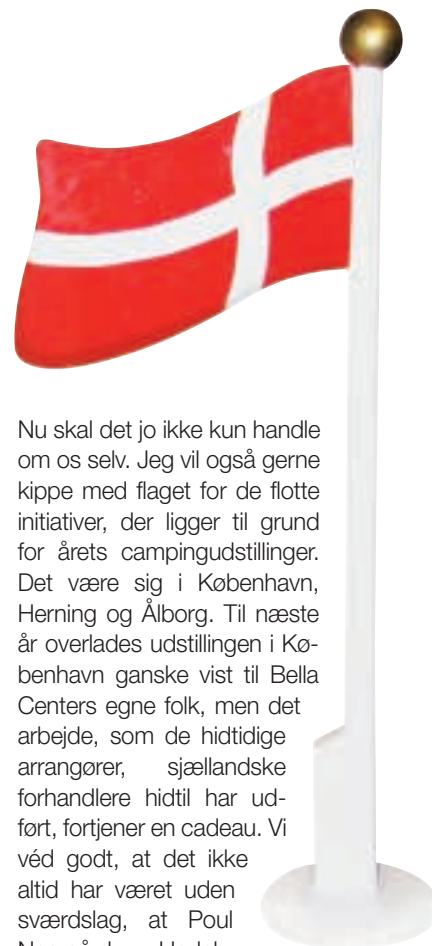 Nu skal det jo ikke kun handle
om os selv. Jeg vil også gerne
kippe med flaget for de flotte
initiativer, der ligger til grund
for årets campingudstillinger.
Det være sig i København,
Herning og Ålborg. Til næste
år overlades udstillingen i Kø-
benhavn ganske vist til Bella
Centers egne folk, men det
arbejde, som de hidtidige
arrangører, sjællandske
forhandlere hidtil har ud-
ført, fortjener en cadeau. Vi
véd godt, at det ikke
altid har været uden
sværdslag, at Poul